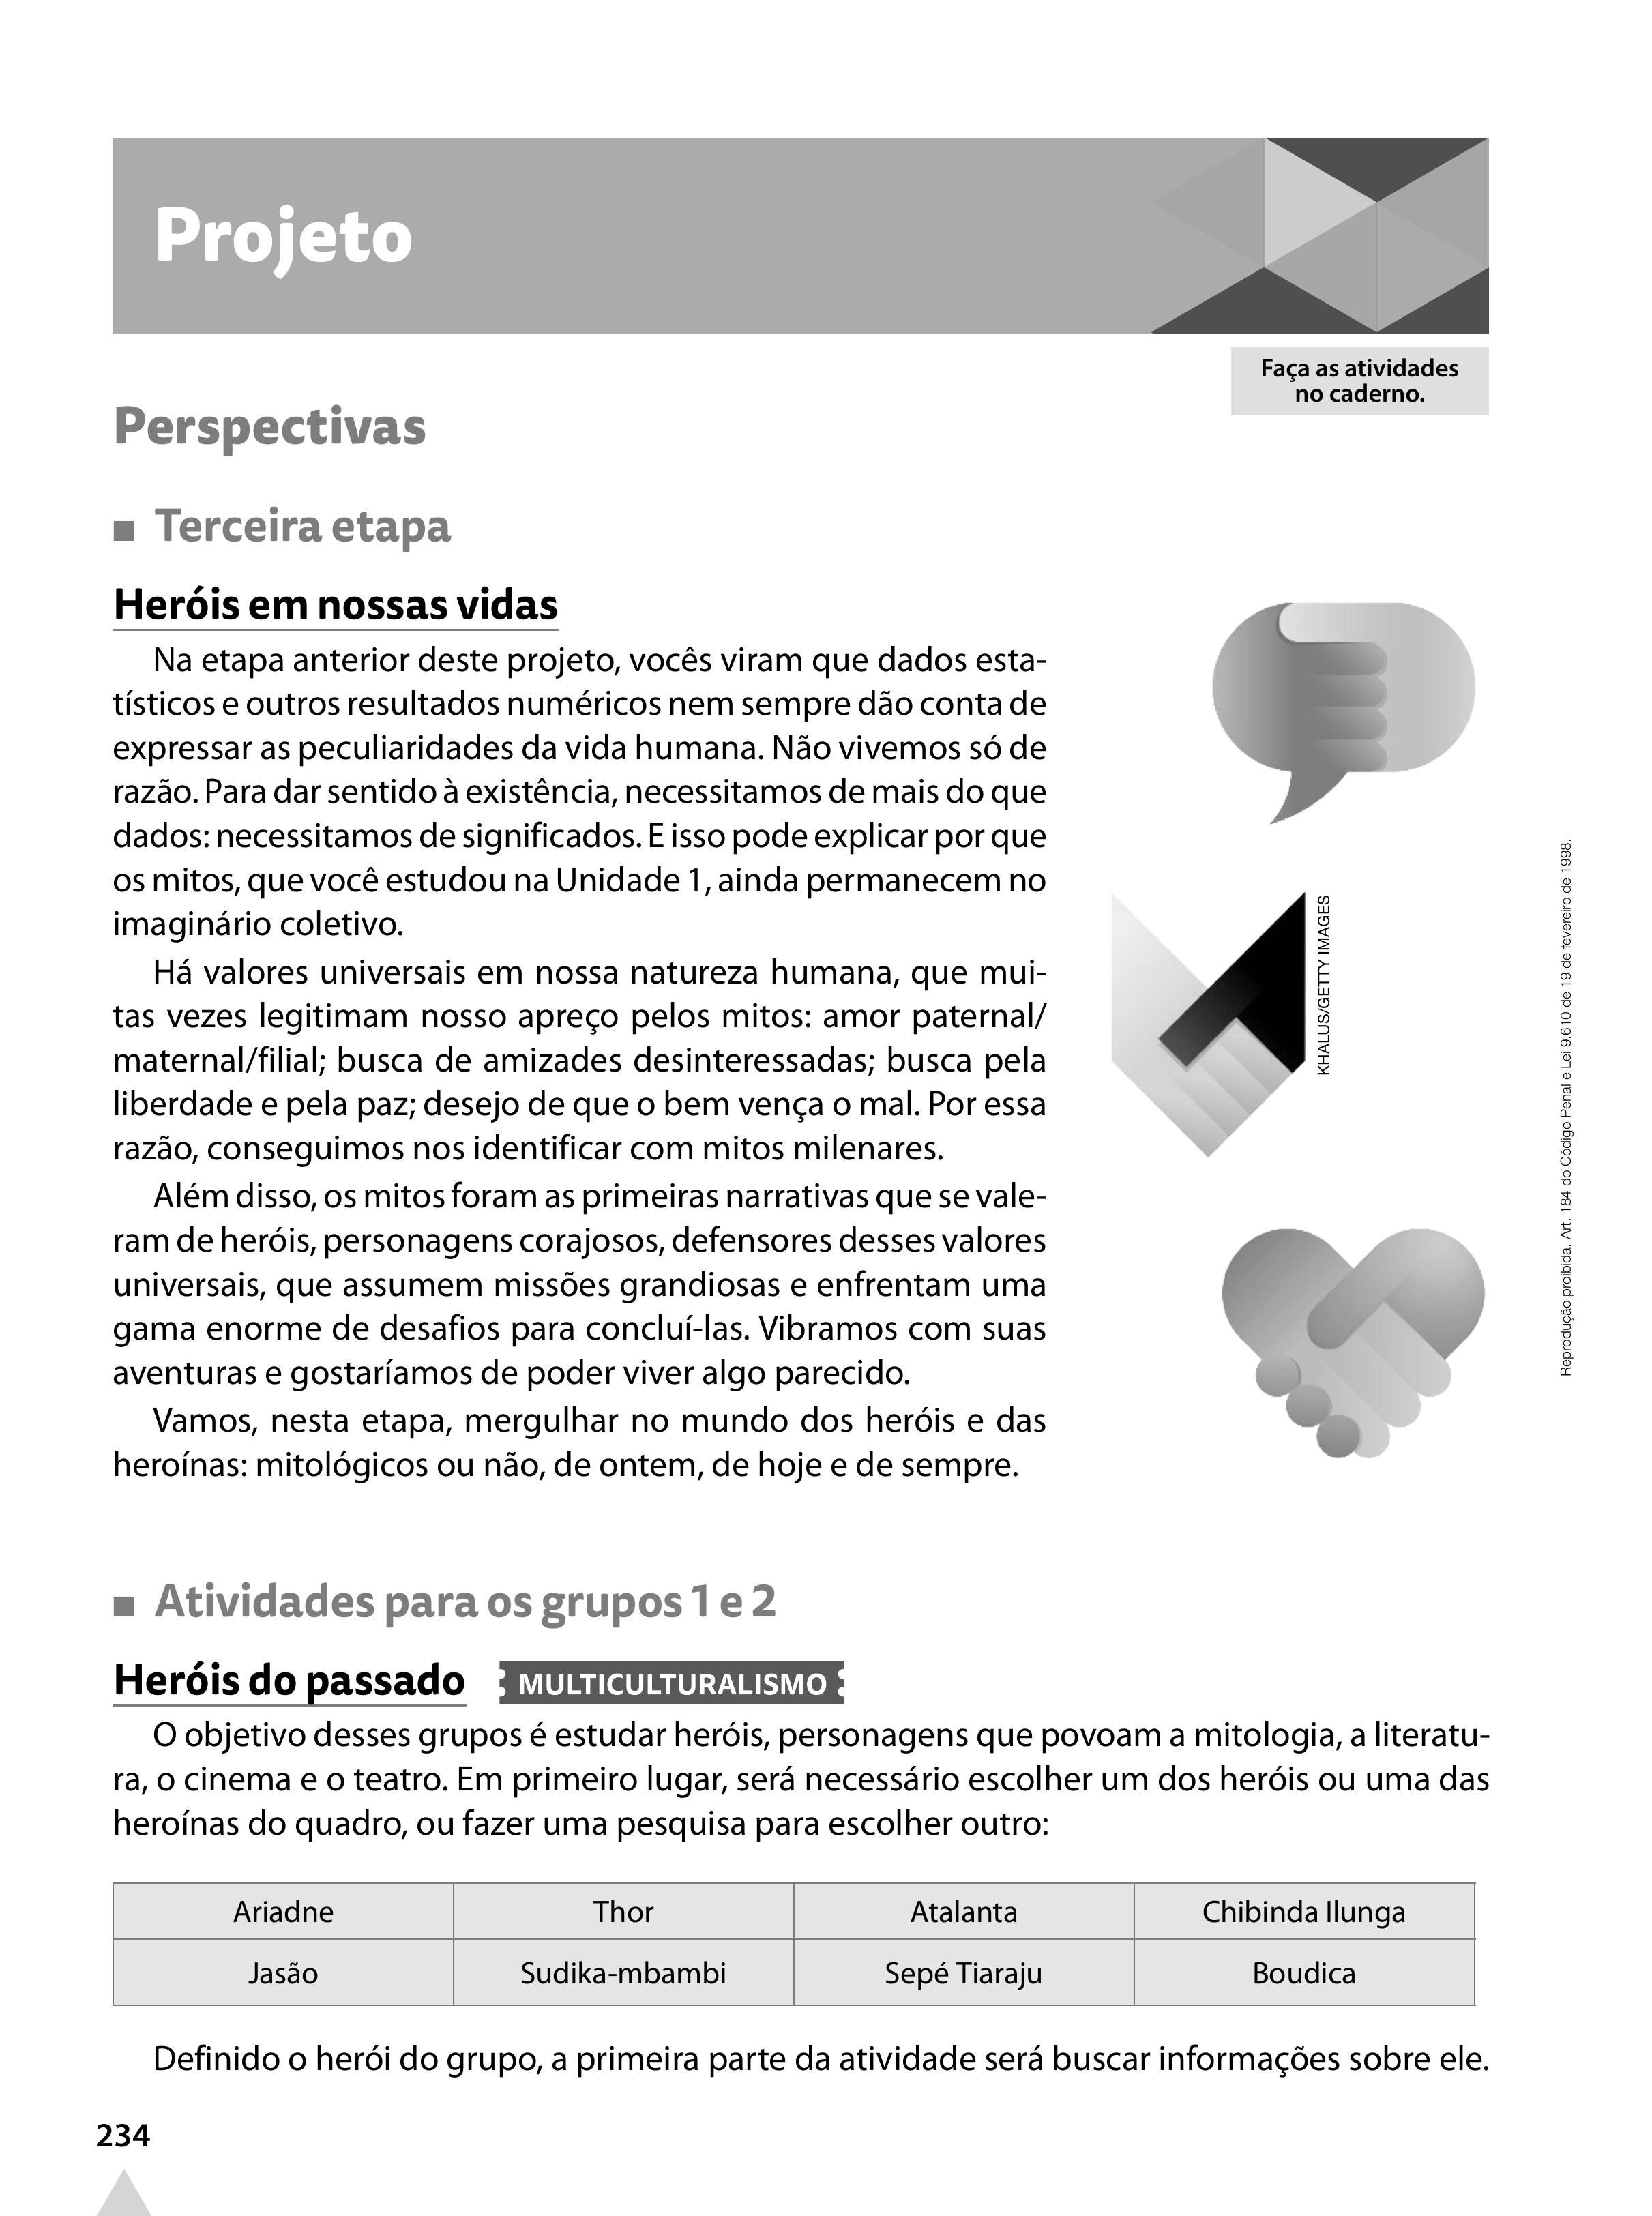 Projeto
Faça as atividades
no caderno.
Perspectivas
■ Terceira etapa
Heróis em nossas vidas
Na etapa anterior deste projeto, vocês viram que dados esta-
tísticos e outros resultados numéricos nem sempre dão conta de
expressar as peculiaridades da vida humana. Não vivemos só de
razão. Para dar sentido à existência, necessitamos de mais do que
dados: necessitamos de significados. E isso pode explicar por que
os mitos, que você estudou na Unidade 1, ainda permanecem no
imaginário coletivo.
Há valores universais em nossa natureza humana, que mui-
tas vezes legitimam nosso apreço pelos mitos: amor paternal/
maternal/filial; busca de amizades desinteressadas; busca pela
liberdade e pela paz; desejo de que o bem vença o mal. Por essa
razão, conseguimos nos identificar com mitos milenares.
Além disso, os mitos foram as primeiras narrativas que se vale-
ram de heróis, personagens corajosos, defensores desses valores
universais, que assumem missões grandiosas e enfrentam uma
gama enorme de desafios para concluí-las. Vibramos com suas
aventuras e gostaríamos de poder viver algo parecido.
Vamos, nesta etapa, mergulhar no mundo dos heróis e das
heroínas: mitológicos ou não, de ontem, de hoje e de sempre.
KHALUS/GETTY IMAGES
Reprodução proibida. Art. 184 do Código Penal e Lei 9.610 de 19 de fevereiro de 1998.
■ Atividades para os grupos 1 e 2
Heróis do passado MULTICULTURALISMO
O objetivo desses grupos é estudar heróis, personagens que povoam a mitologia, a literatu-
ra, o cinema e o teatro. Em primeiro lugar, será necessário escolher um dos heróis ou uma das
heroínas do quadro, ou fazer uma pesquisa para escolher outro:
Ariadne Thor Atalanta Chibinda Ilunga
Jasão Sudika-mbambi Sepé Tiaraju Boudica
Definido o herói do grupo, a primeira parte da atividade será buscar informações sobre ele.
234